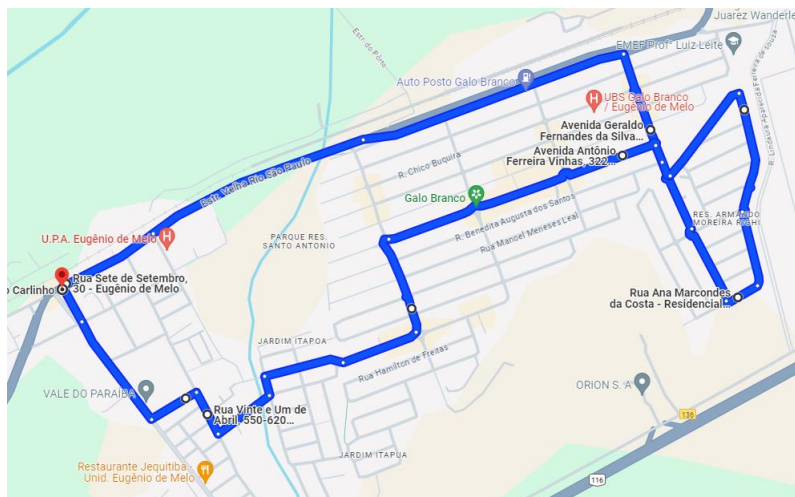 Juarez Wanderle
EMEF Profª Luiz Leite
Estr. do Pôrto
Auto Posto Galo Branco
UBS Galo Branco
/ Eugênio de Melo
Avenida Geraldo
Fernandes da Silva...
Avenida Antônio
Ferreira Vinhas, 322...
R. Chico Buquira
Estr. Velha Rio São Paulo
Galo Branco
R. Benedita Augusta dos Santos
Rua Manoel Meneses Leal
RES. ARMANDO
MOREIRA RIGHI
PARQUE RES.
SANTO ANTONIO
U.P.A. Eugênio de Melo
Rua Sete de Setembro,
30 - Eugênio de Melo
o Carlinho
Rua Ana Marcondes
da Costa - Residencial...
JARDIM ITAPOA
Rua Hamilton de Freitas
ORION S. A
VALE DO PARAÍBA
Rua Vinte e Um de
Abril, 550-620...
136
JARDIM ITAPUA
Restaurante Jequitibá -
Unid. Eugênio de Melo
116